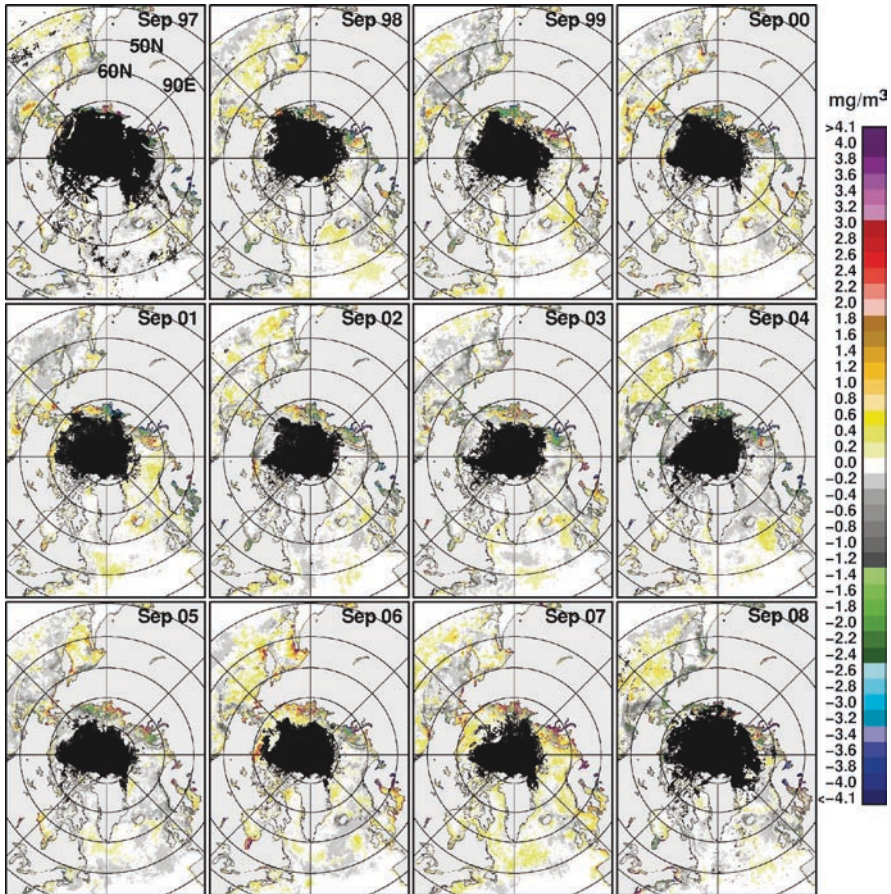 Sep 97
50N
60N
90E
Sep 98
Sep 99
Sep 00
Sep 01
Sep 02
Sep 03
Sep 04
Sep 05
Sep 06
Sep 07
Sep 08
mg/m³
>4.1
4.0
3.8
3.6
3.4
3.2
3.0
2.8
2.6
2.4
2.2
2.0
1.8
1.6
1.4
1.2
1.0
0.8
0.6
0.4
0.2
0.0
−0.2
−0.4
−0.6
−0.8
−1.0
−1.2
−1.4
−1.6
−1.8
−2.0
−2.2
−2.4
−2.6
−2.8
−3.0
−3.2
−3.4
−3.6
−3.8
−4.0
<−4.1